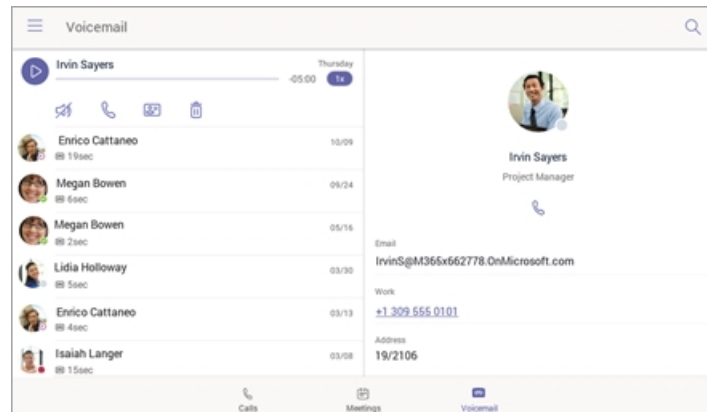 Voicemail
Irvin Sayers
Thursday
-05:00
1x
Enrico Cattaneo
10/09
19sec
Megan Bowen
09/24
6sec
Megan Bowen
05/16
2sec
Lidia Holloway
03/30
5sec
Enrico Cattaneo
03/13
4sec
Isaiah Langer
03/08
15sec
Irvin Sayers
Project Manager
Email
IrvinS@M365x662778.OnMicrosoft.com
Work
+1 309 555 0101
Address
19/2106
Calls
Meetings
Voicemail